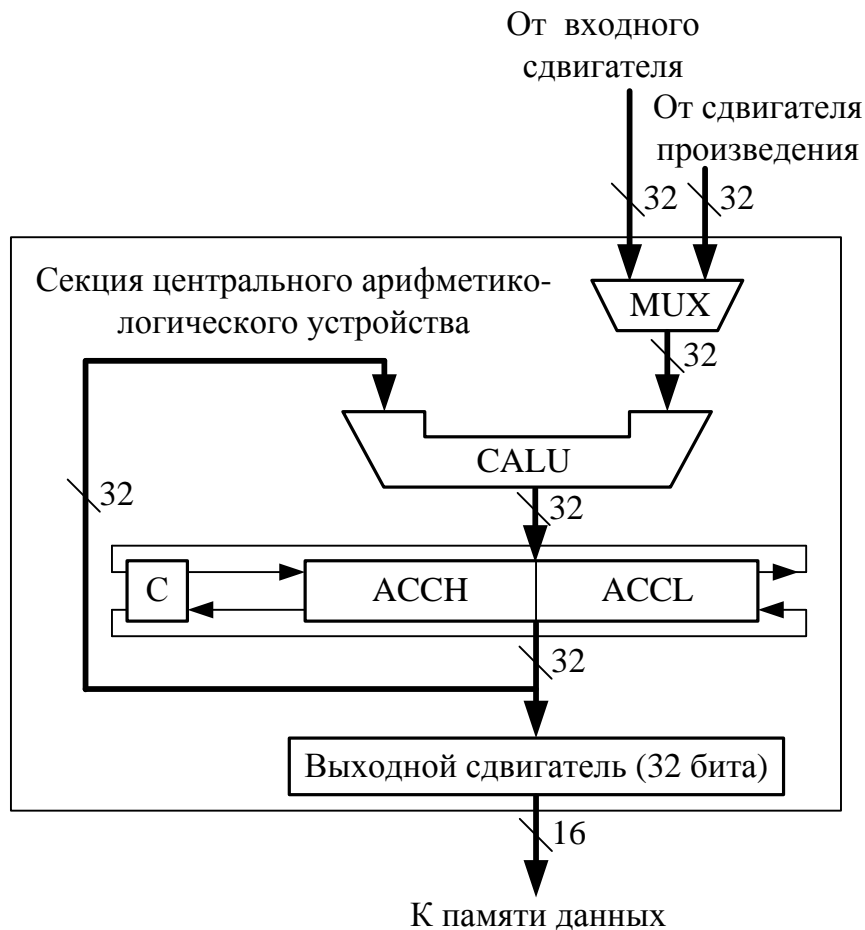 От входного
сдвигателя
От сдвигателя
произведения
32
32
Секция центрального арифметико-
логического устройства
MUX
32
CALU
32
32
C
ACCH
ACCL
32
Выходной сдвигатель (32 бита)
16
К памяти данных